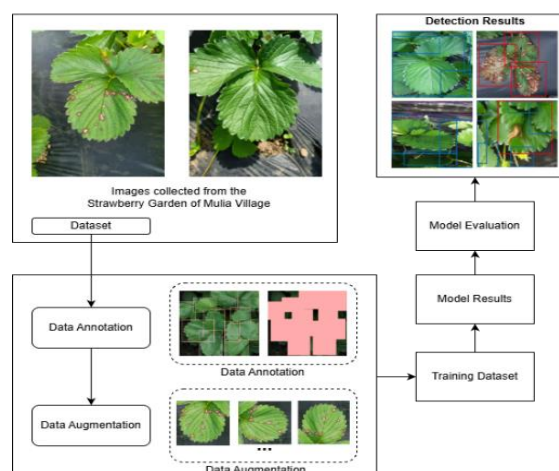 Images collected from the
Strawberry Garden of Mulia Village
Dataset
Data Annotation
Data Annotation
Data Augmentation
...
Data Augmentation
Detection Results
Model Evaluation
Model Results
Training Dataset